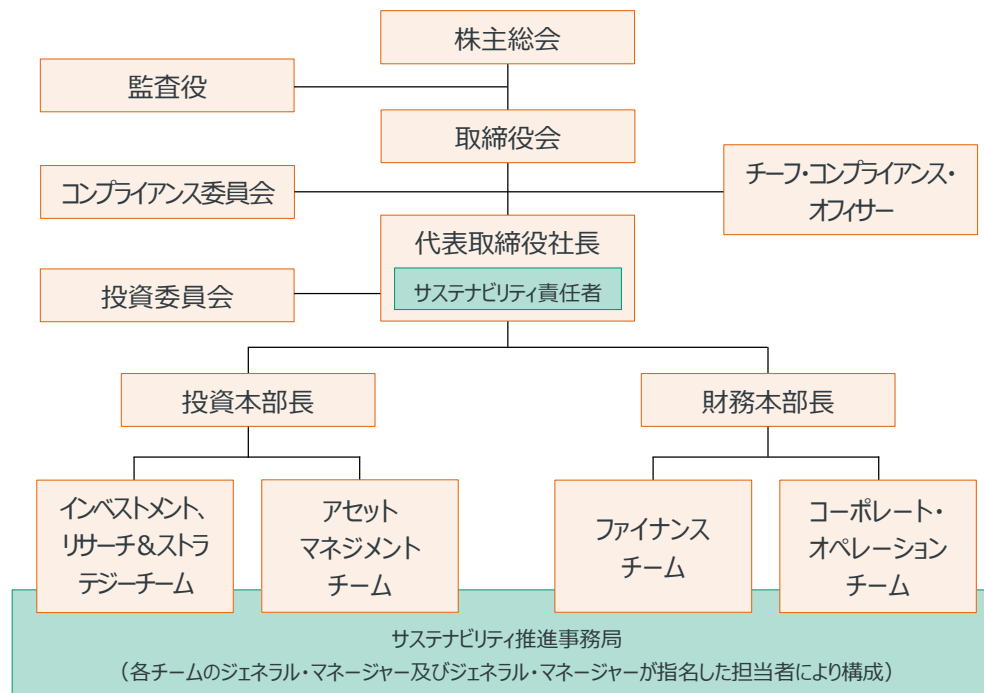 株主総会
監査役
取締役会
コンプライアンス委員会
チーフ・コンプライアンス・
オフィサー
代表取締役社長
サステナビリティ責任者
投資委員会
投資本部長
財務本部長
インベストメント、
リサーチ&ストラ
テジーチーム
アセット
マネジメント
チーム
ファイナンス
チーム
コーポレート・
オペレーション
チーム
サステナビリティ推進事務局
（各チームのジェネラル・マネージャー及びジェネラル・マネージャーが指名した担当者により構成）